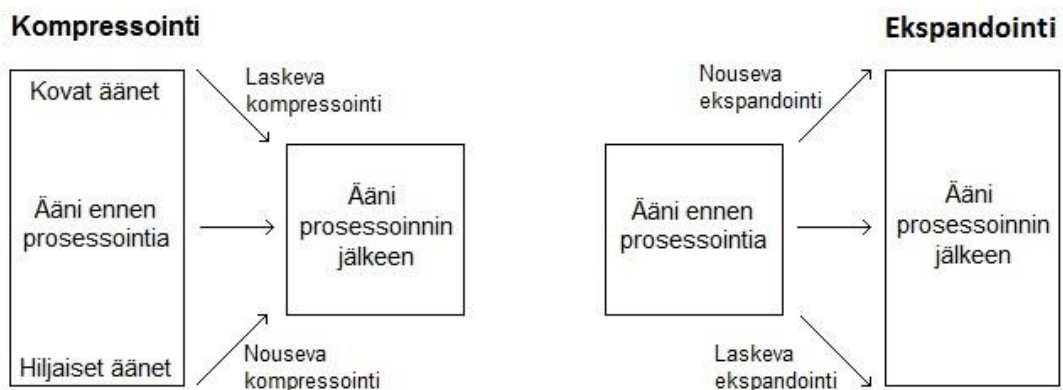 Kompressointi
Kovat äänet
Ääni ennen
prosessointia
Hiljaiset äänet
Laskeva
kompressointi
Ääni
prosessoinnin
jälkeen
Nouseva
kompressointi
Ekspandointi
Nouseva
ekspandointi
Ääni ennen
prosessointia
Laskeva
ekspandointi
Ääni
prosessoinnin
jälkeen